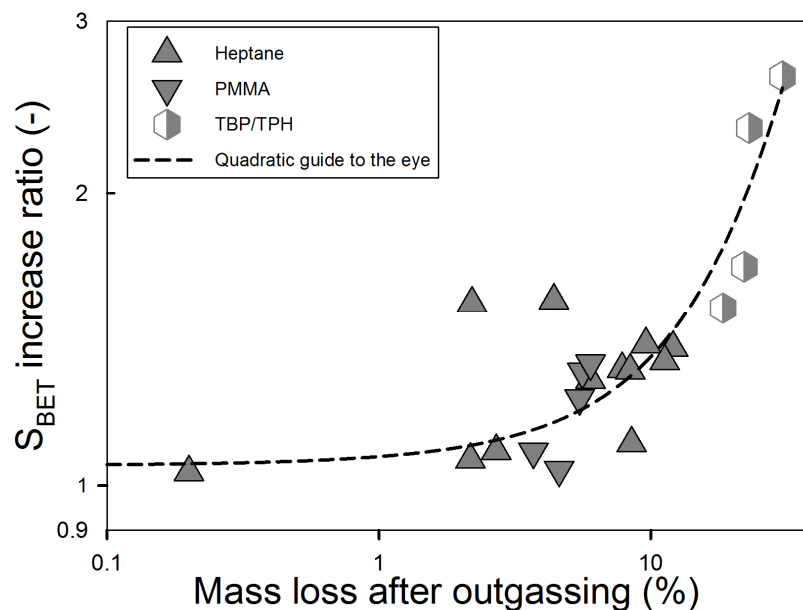 3
Heptane
PMMA
TBP/TPH
Quadratic guide to the eye
2
S_BET increase ratio (-)
1
0.9
0.1 1 10
Mass loss after outgassing (%)